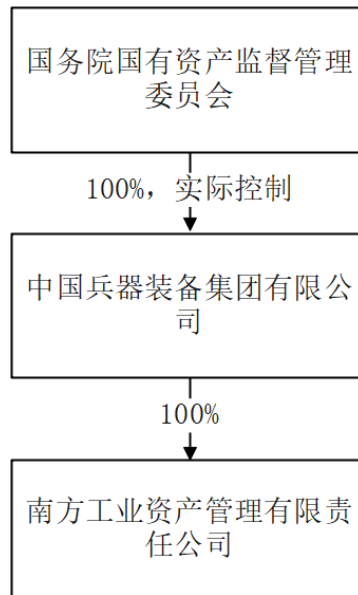 国务院国有资产监督管理
委员会
100%，实际控制
中国兵器装备集团有限公
司
100%
南方工业资产管理有限责
任公司